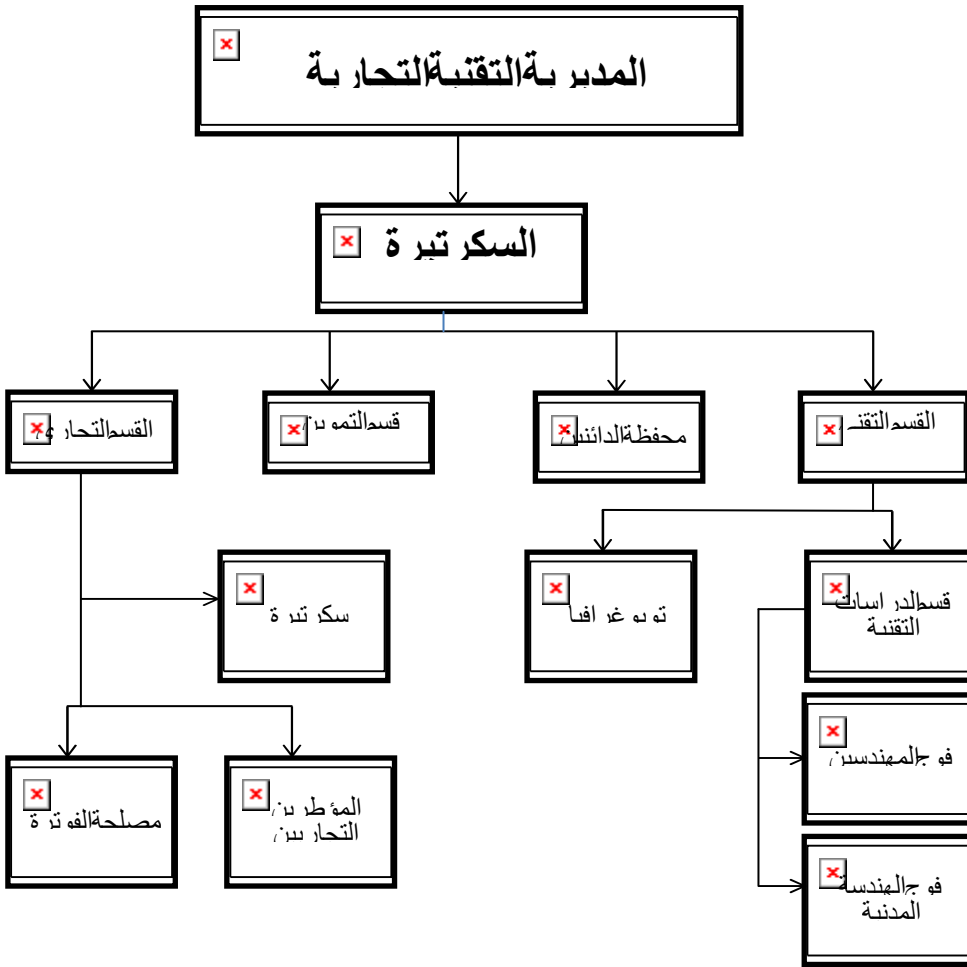 المديرية التقنية التجارية
السكرتيرة
القسم التقني
محفظة الدائنين
قسم التموين
القسم التجاري
قسم الدراسات
التقنية
توبوغرافيا
سكرتيرة
فوج المهندسين
المؤطرين
التجاريين
مصلحة الفوترة
فوج الهندسة
المدنية